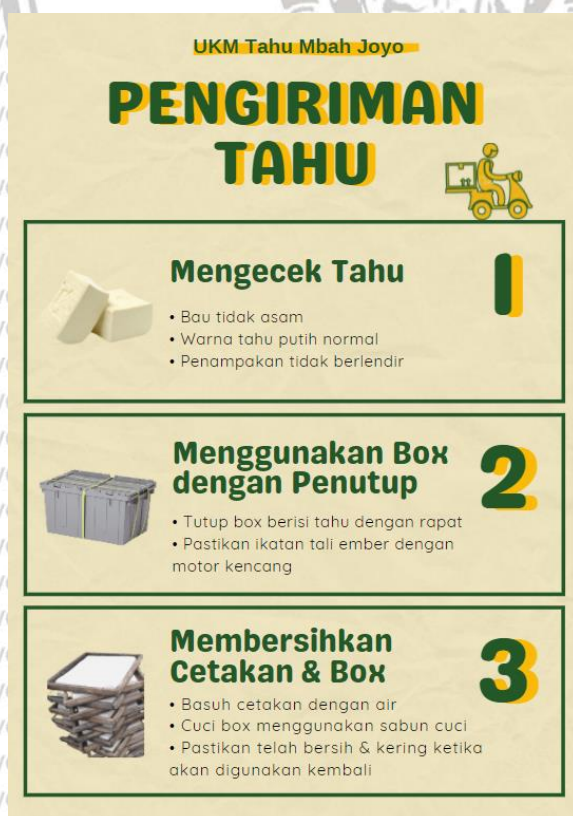 UKM Tahu Mbah Joyo
PENGIRIMAN
TAHU
Mengecek Tahu
1
• Bau tidak asam
• Warna tahu putih normal
• Penampakan tidak berlendir
Menggunakan Box
dengan Penutup
2
• Tutup box berisi tahu dengan rapat
• Pastikan ikatan tali ember dengan
motor kencang
Membersihkan
Cetakan & Box
3
• Basuh cetakan dengan air
• Cuci box menggunakan sabun cuci
• Pastikan telah bersih & kering ketika
akan digunakan kembali